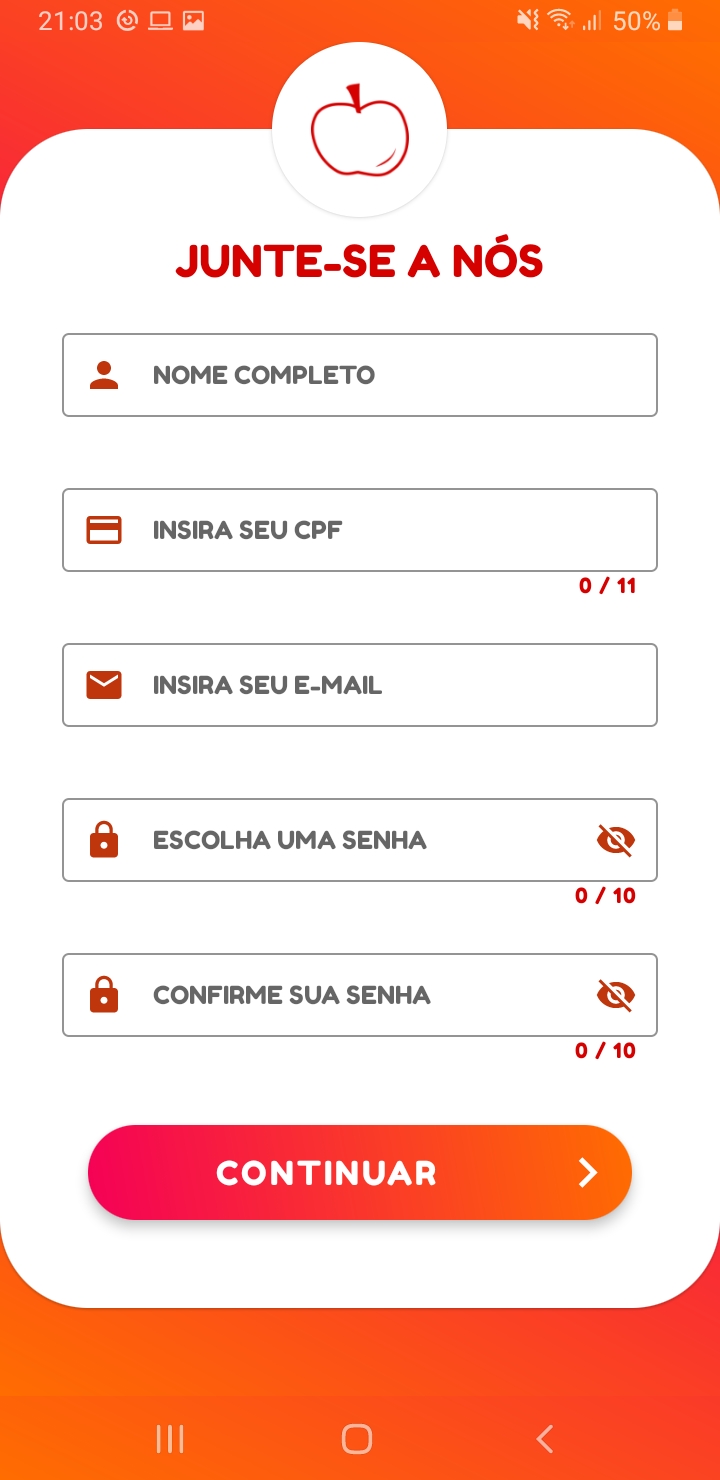 21:03 50%
JUNTE-SE A NÓS
NOME COMPLETO
INSIRA SEU CPF
0 / 11
INSIRA SEU E-MAIL
ESCOLHA UMA SENHA
0 / 10
CONFIRME SUA SENHA
0 / 10
CONTINUAR